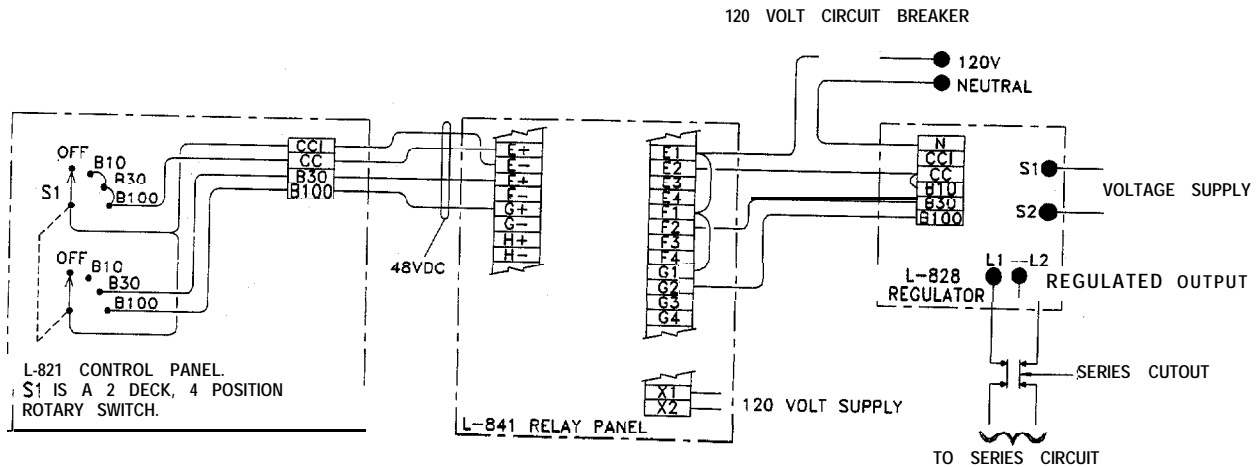 120 VOLT CIRCUIT BREAKER
120V
NEUTRAL
OFF
B10
B30
B100
S1
OFF
B10
B30
B100
CCI
CC
B30
B100
L-821 CONTROL PANEL.
S1 IS A 2 DECK, 4 POSITION
ROTARY SWITCH.
48VDC
E+
E-
F+
F-
G+
G-
H+
H-
E1
E2
E3
E4
F1
F2
F3
F4
G1
G2
G3
G4
X1
X2
120 VOLT SUPPLY
L-841 RELAY PANEL
N
CCI
CC
B10
B30
B100
S1
S2
VOLTAGE SUPPLY
L1
L2
L-828
REGULATOR
REGULATED OUTPUT
SERIES CUTOUT
TO SERIES CIRCUIT